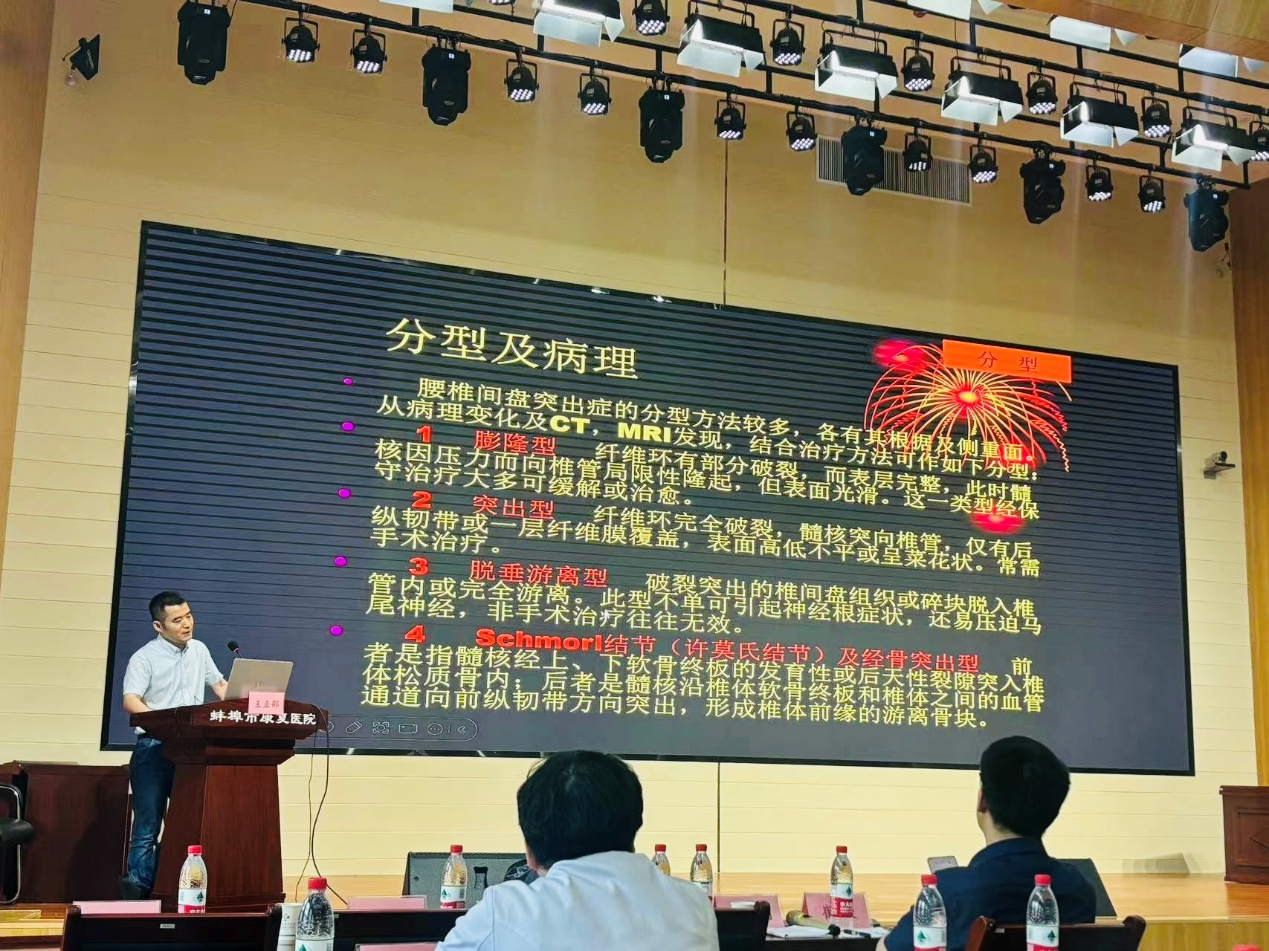 分型及病理
分 型
腰椎间盘突出症的分型方法较多，各有其根据及侧重面。
从病理变化及CT，MRI发现，结合治疗方法可作如下分型：
1 膨隆型 纤维环有部分破裂，而表层完整，此时髓
核因压力而向椎管局限性隆起，但表面光滑。这一类型经保
守治疗大多可缓解或治愈。
2 突出型 纤维环完全破裂，髓核突向椎管，仅有后
纵韧带或一层纤维膜覆盖，表面高低不平或呈菜花状。常需
手术治疗。
3 脱垂游离型 破裂突出的椎间盘组织或碎块脱入椎
管内或完全游离。此型不单可引起神经根症状，还易压迫马
尾神经，非手术治疗往往无效。
4 Schmorl结节（许莫氏结节）及经骨突出型 前
者是指髓核经上、下软骨终板的发育性或后天性裂隙突入椎
体松质骨内；后者是髓核沿椎体软骨终板和椎体之间的血管
通道向前纵韧带方向突出，形成椎体前缘的游离骨块。
蚌埠市康复医院